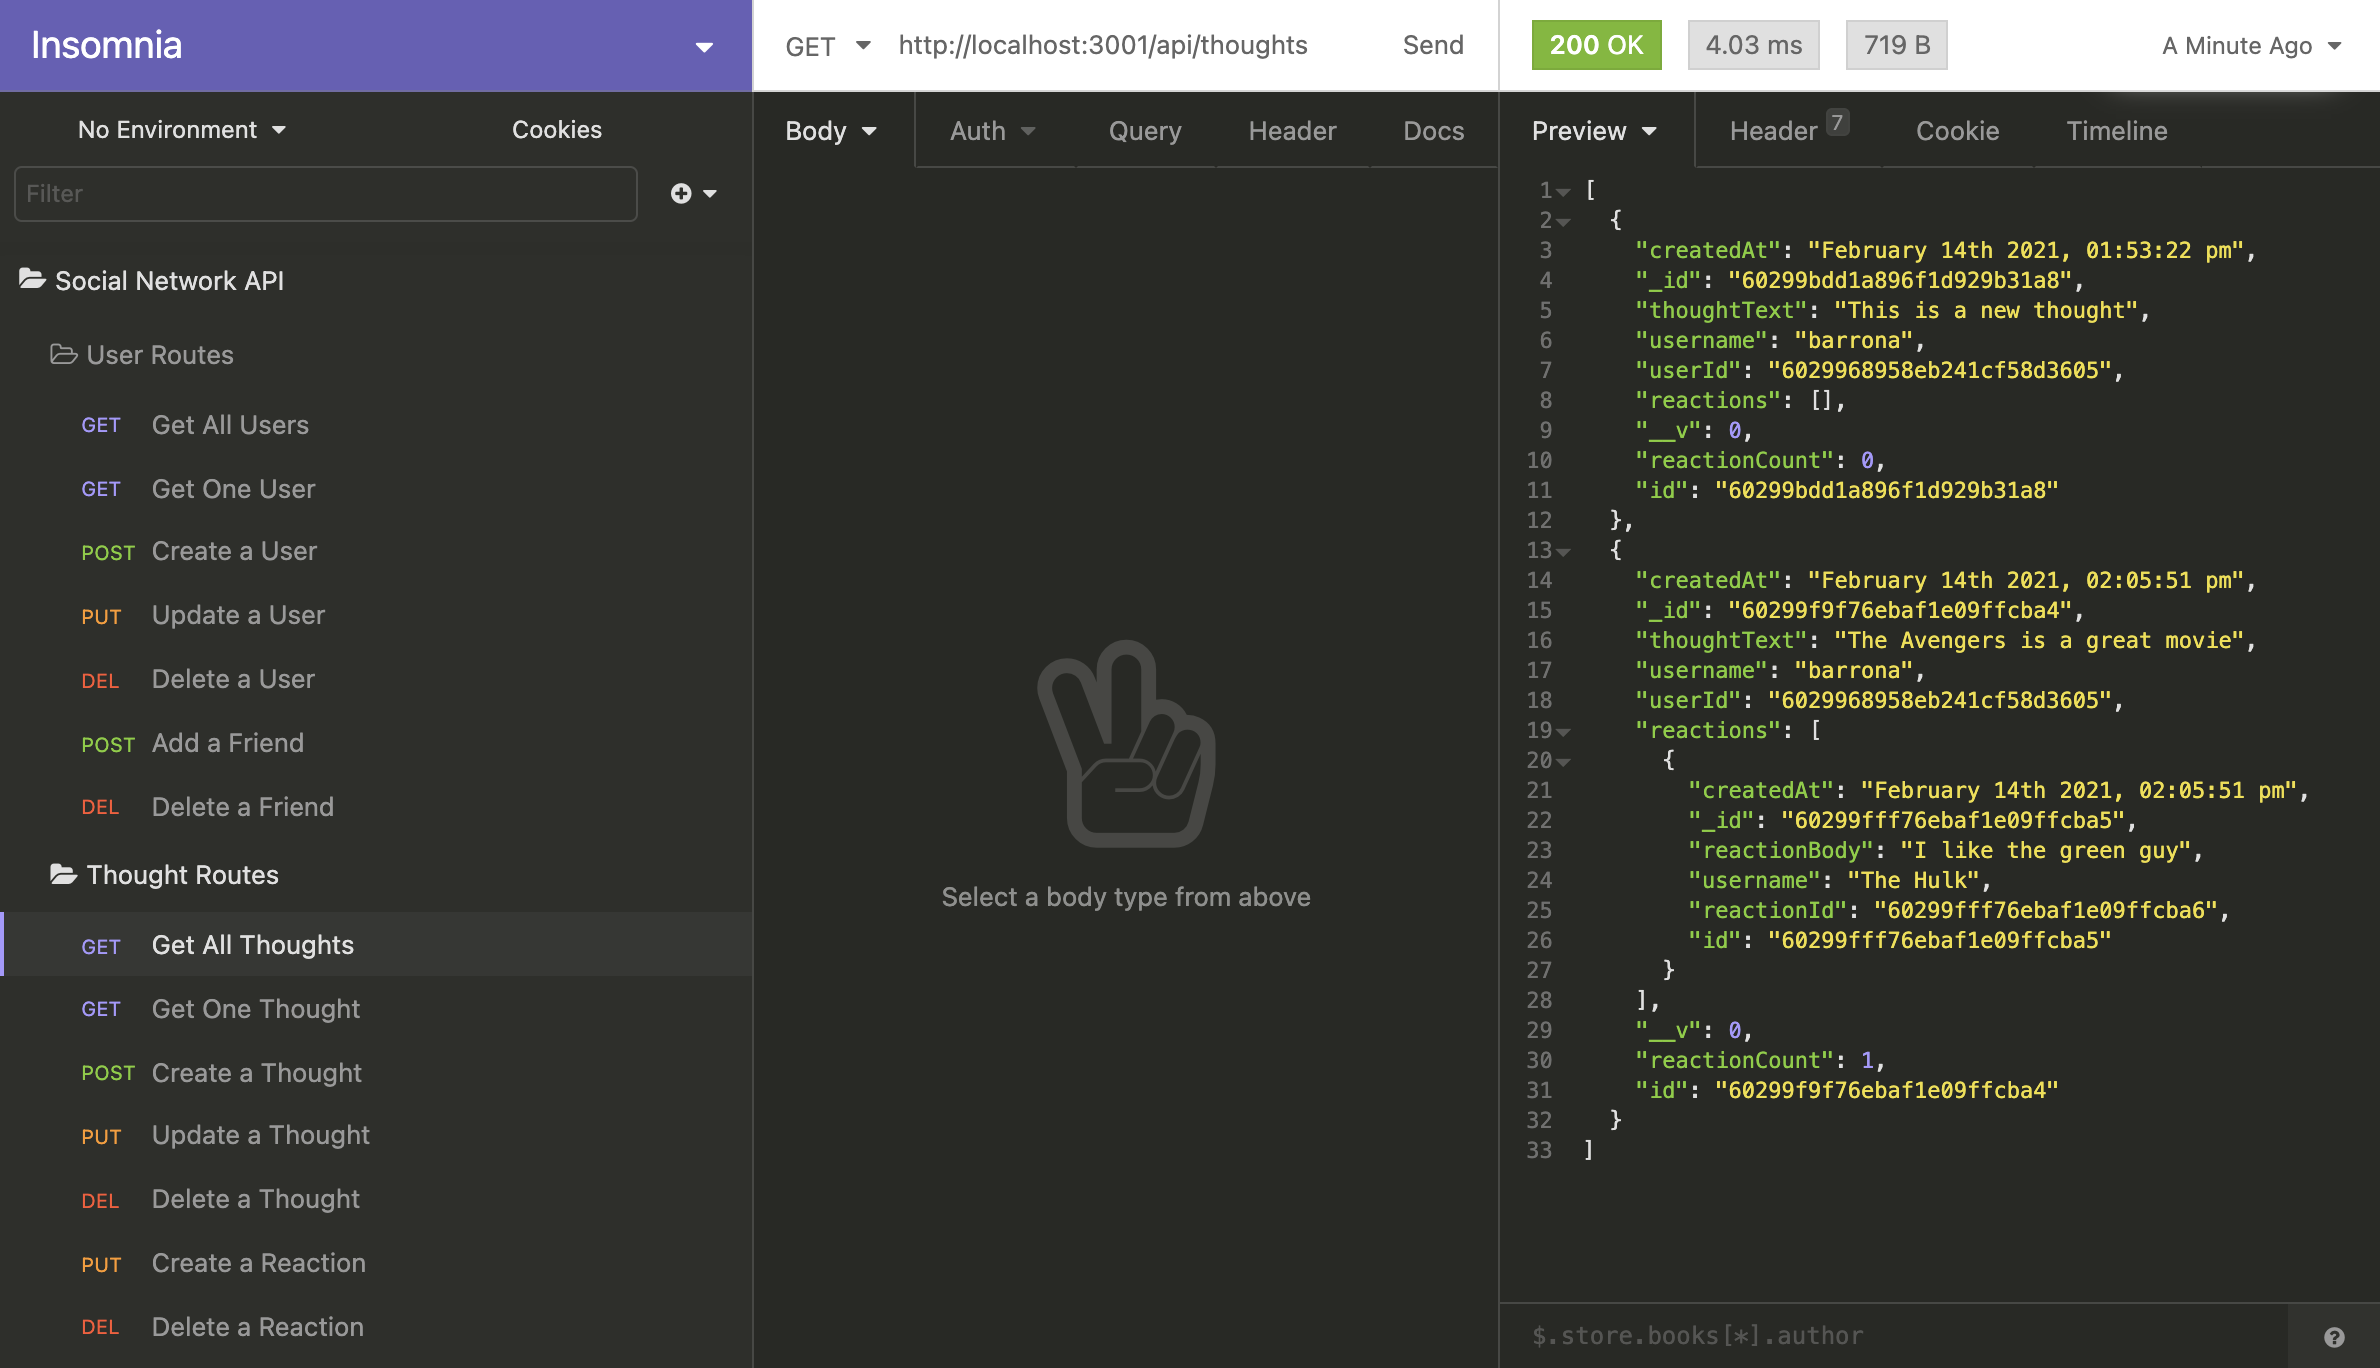 Insomnia
No Environment
Cookies
Filter
Social Network API
User Routes
GET Get All Users
GET Get One User
POST Create a User
PUT Update a User
DEL Delete a User
POST Add a Friend
DEL Delete a Friend
Thought Routes
GET Get All Thoughts
GET Get One Thought
POST Create a Thought
PUT Update a Thought
DEL Delete a Thought
PUT Create a Reaction
DEL Delete a Reaction
GET http://localhost:3001/api/thoughts Send
Body Auth Query Header Docs
Select a body type from above
200 OK 4.03 ms 719 B A Minute Ago
Preview Header 7 Cookie Timeline
1 [
2 {
3 "createdAt": "February 14th 2021, 01:53:22 pm",
4 "_id": "60299bdd1a896f1d929b31a8",
5 "thoughtText": "This is a new thought",
6 "username": "barrona",
7 "userId": "6029968958eb241cf58d3605",
8 "reactions": [],
9 "__v": 0,
10 "reactionCount": 0,
11 "id": "60299bdd1a896f1d929b31a8"
12 },
13 {
14 "createdAt": "February 14th 2021, 02:05:51 pm",
15 "_id": "60299f9f76ebaf1e09ffcba4",
16 "thoughtText": "The Avengers is a great movie",
17 "username": "barrona",
18 "userId": "6029968958eb241cf58d3605",
19 "reactions": [
20 {
21 "createdAt": "February 14th 2021, 02:05:51 pm",
22 "_id": "60299fff76ebaf1e09ffcba5",
23 "reactionBody": "I like the green guy",
24 "username": "The Hulk",
25 "reactionId": "60299fff76ebaf1e09ffcba6",
26 "id": "60299fff76ebaf1e09ffcba5"
27 }
28 ],
29 "__v": 0,
30 "reactionCount": 1,
31 "id": "60299f9f76ebaf1e09ffcba4"
32 }
33 ]
$.store.books[*].author